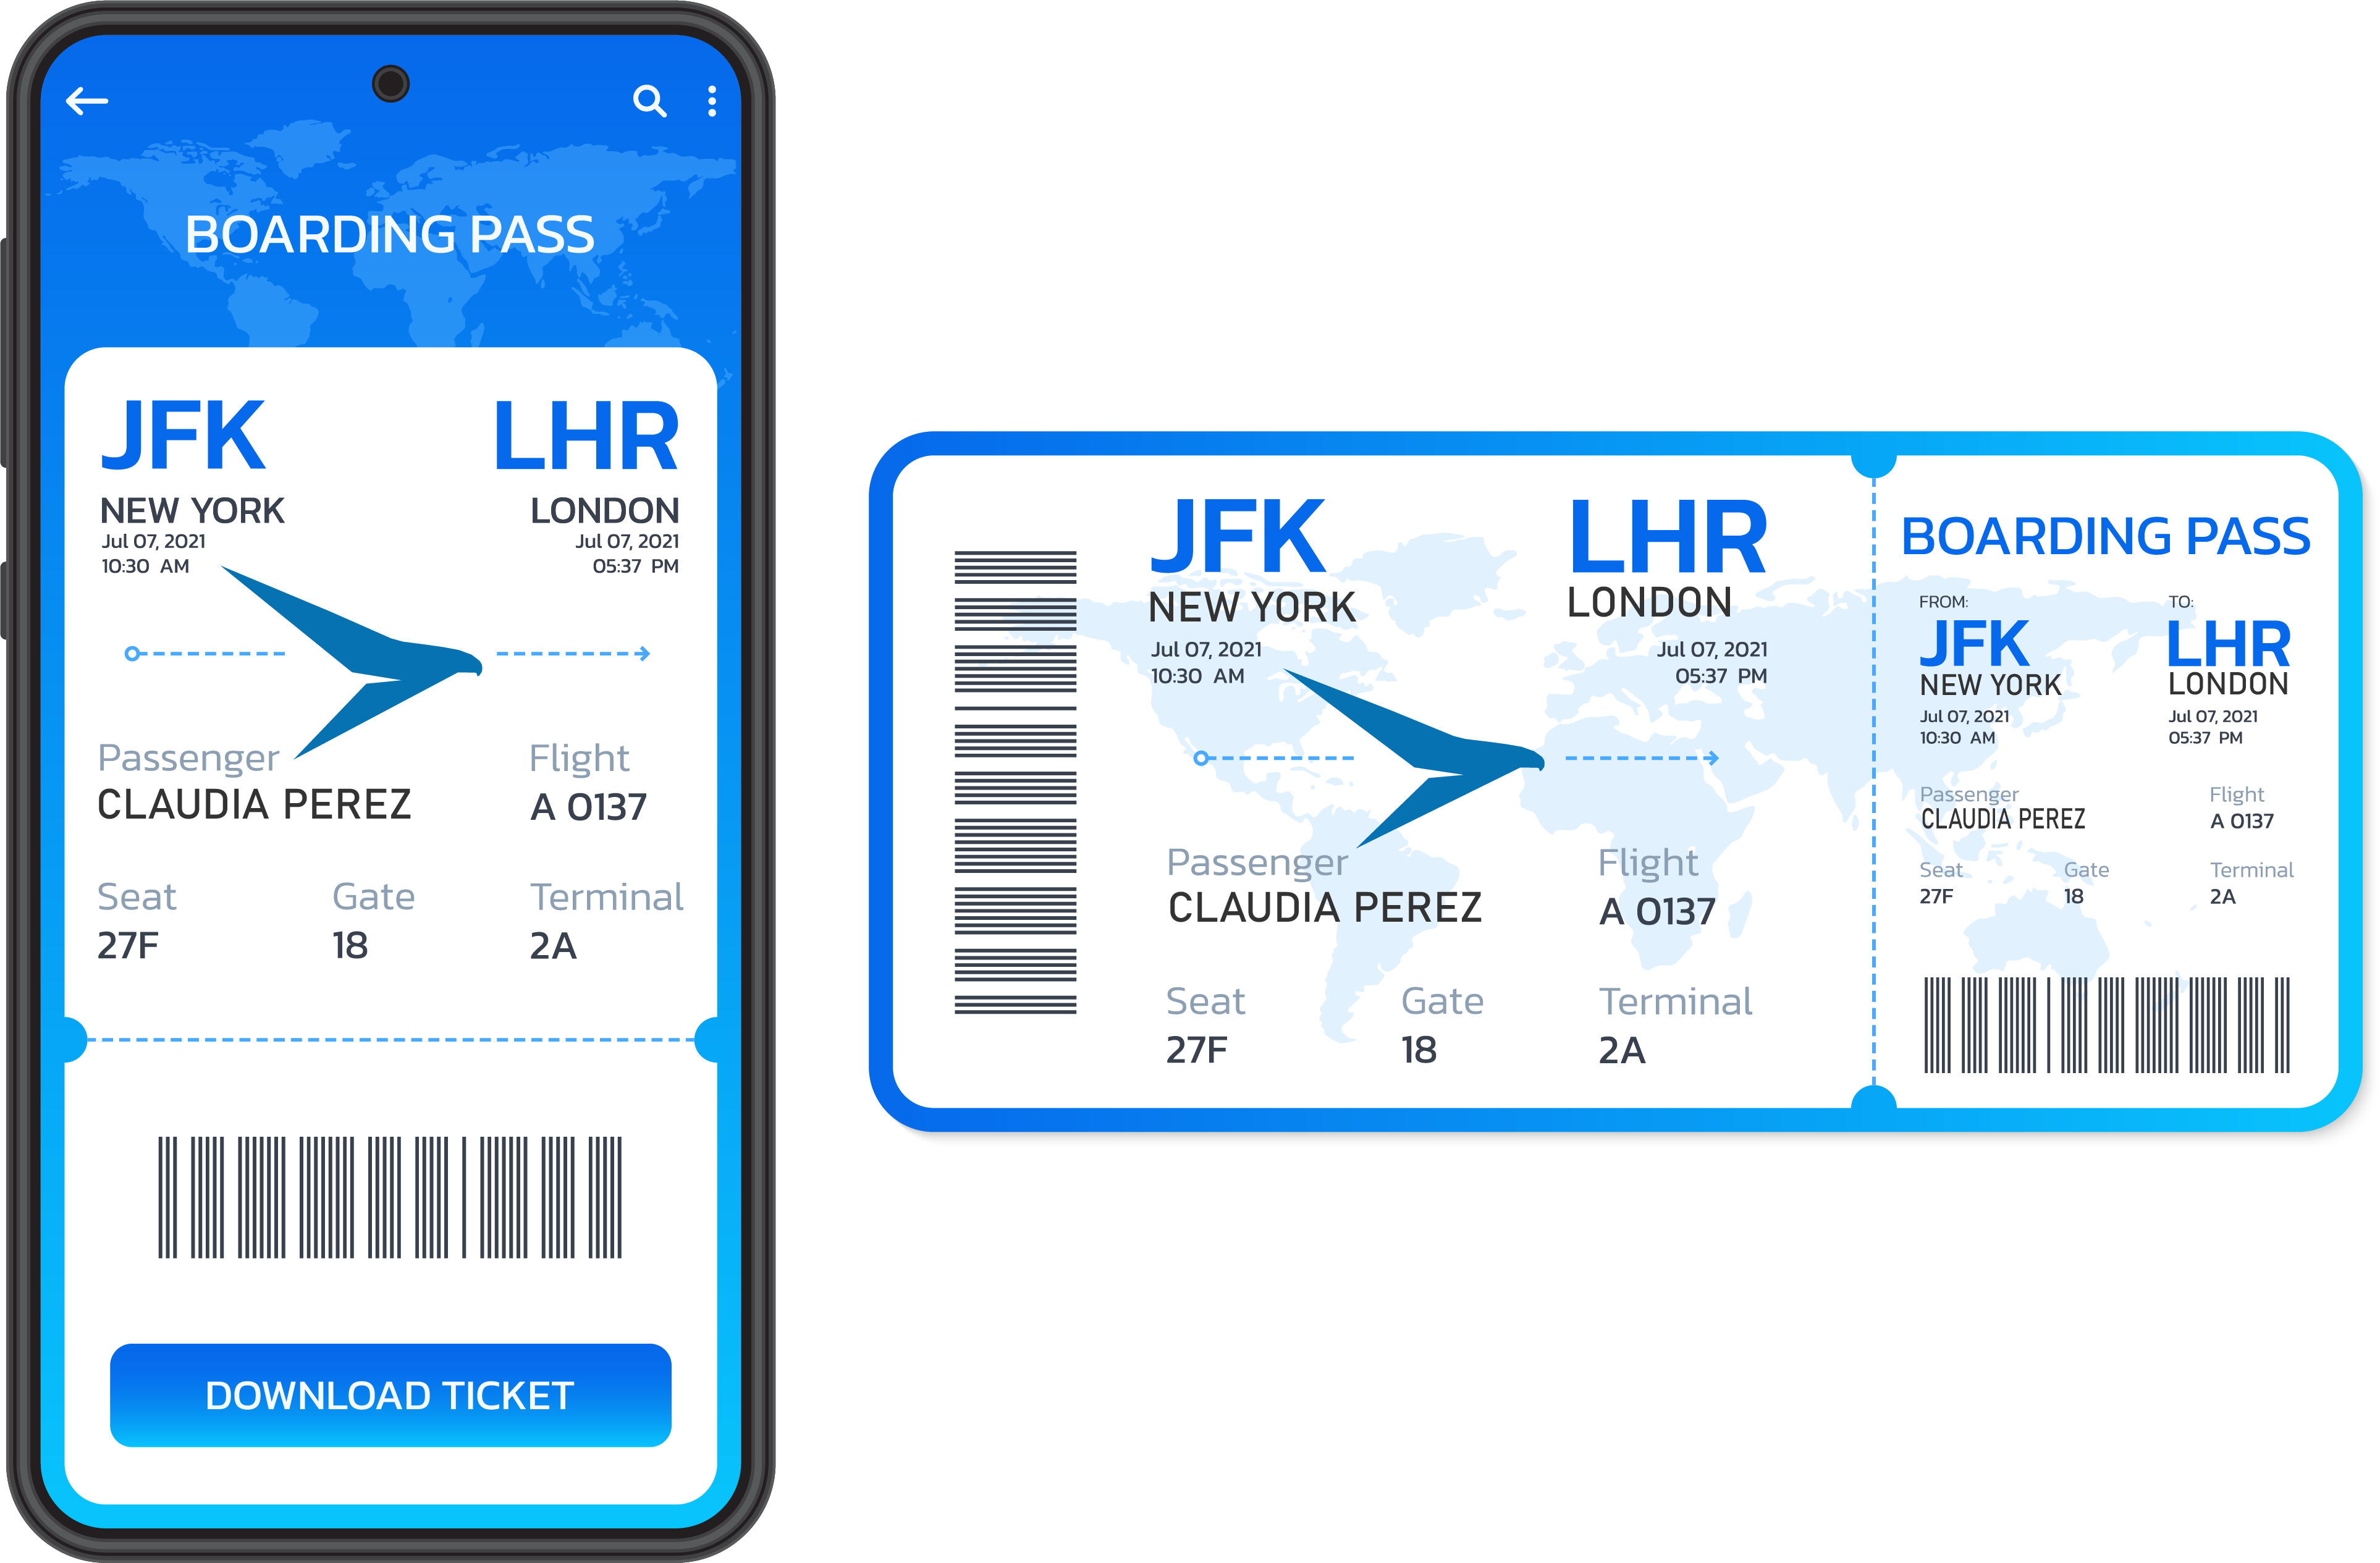 BOARDING PASS
JFK LHR
NEW YORK LONDON
Jul 07, 2021 Jul 07, 2021
10:30 AM 05:37 PM
Passenger Flight
CLAUDIA PEREZ A 0137
Seat Gate Terminal
27F 18 2A
DOWNLOAD TICKET
JFK LHR
NEW YORK LONDON
Jul 07, 2021 Jul 07, 2021
10:30 AM 05:37 PM
Passenger Flight
CLAUDIA PEREZ A 0137
Seat Gate Terminal
27F 18 2A
BOARDING PASS
FROM: TO:
JFK LHR
NEW YORK LONDON
Jul 07, 2021 Jul 07, 2021
10:30 AM 05:37 PM
Passenger Flight
CLAUDIA PEREZ A 0137
Seat Gate Terminal
27F 18 2A